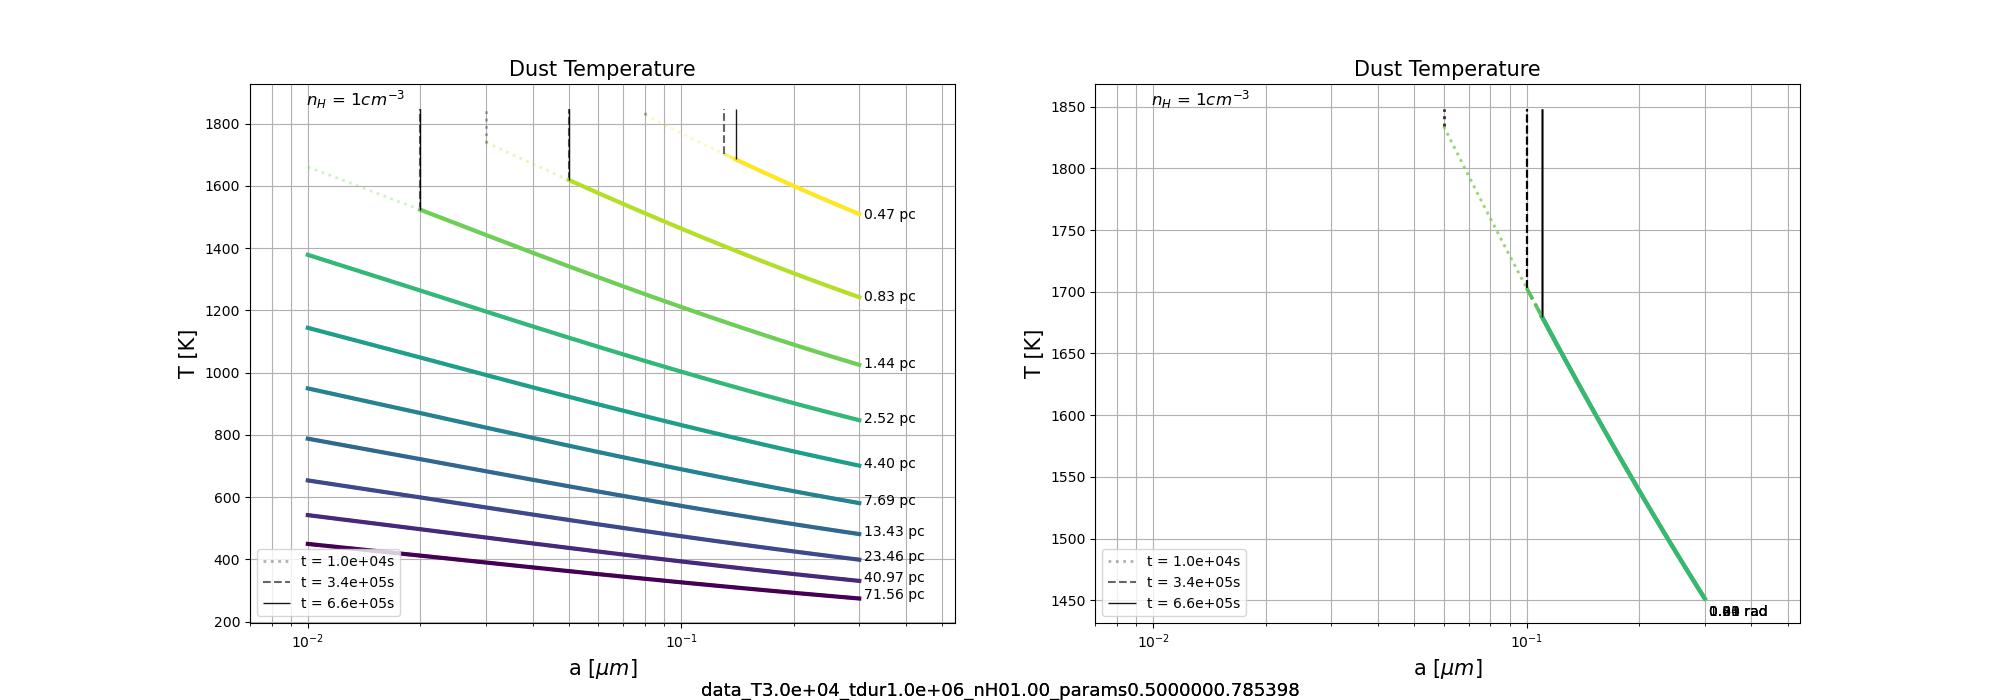 Dust Temperature
n_H = 1cm^−3
1800
1600
1400
1200
1000
800
600
400
200
T [K]
0.47 pc
0.83 pc
1.44 pc
2.52 pc
4.40 pc
7.69 pc
13.43 pc
23.46 pc
40.97 pc
71.56 pc
t = 1.0e+04s
t = 3.4e+05s
t = 6.6e+05s
10^−2
10^−1
a [μm]
Dust Temperature
n_H = 1cm^−3
1850
1800
1750
1700
1650
1600
1550
1500
1450
T [K]
rad
t = 1.0e+04s
t = 3.4e+05s
t = 6.6e+05s
10^−2
10^−1
a [μm]
data_T3.0e+04_tdur1.0e+06_nH01.00_params0.5000000.785398